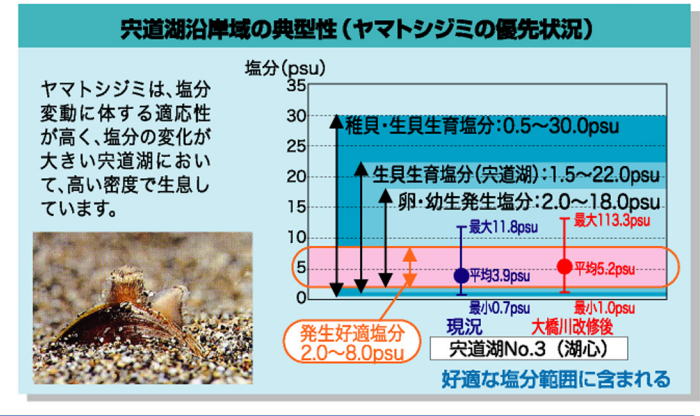 宍道湖沿岸域の典型性（ヤマトシジミの優先状況）
ヤマトシジミは、塩分
変動に体する適応性
が高く、塩分の変化が
大きい宍道湖におい
て、高い密度で生息し
ています。
塩分（psu）
35
30
25
20
15
10
5
0
稚貝・生貝生育塩分：0.5～30.0psu
生貝生育塩分（宍道湖）：1.5～22.0psu
卵・幼生発生塩分：2.0～18.0psu
最大11.8psu
平均3.9psu
最小0.7psu
最大113.3psu
平均5.2psu
最小1.0psu
現況
大橋川改修後
発生好適塩分
2.0～8.0psu
宍道湖No.3（湖心）
好適な塩分範囲に含まれる